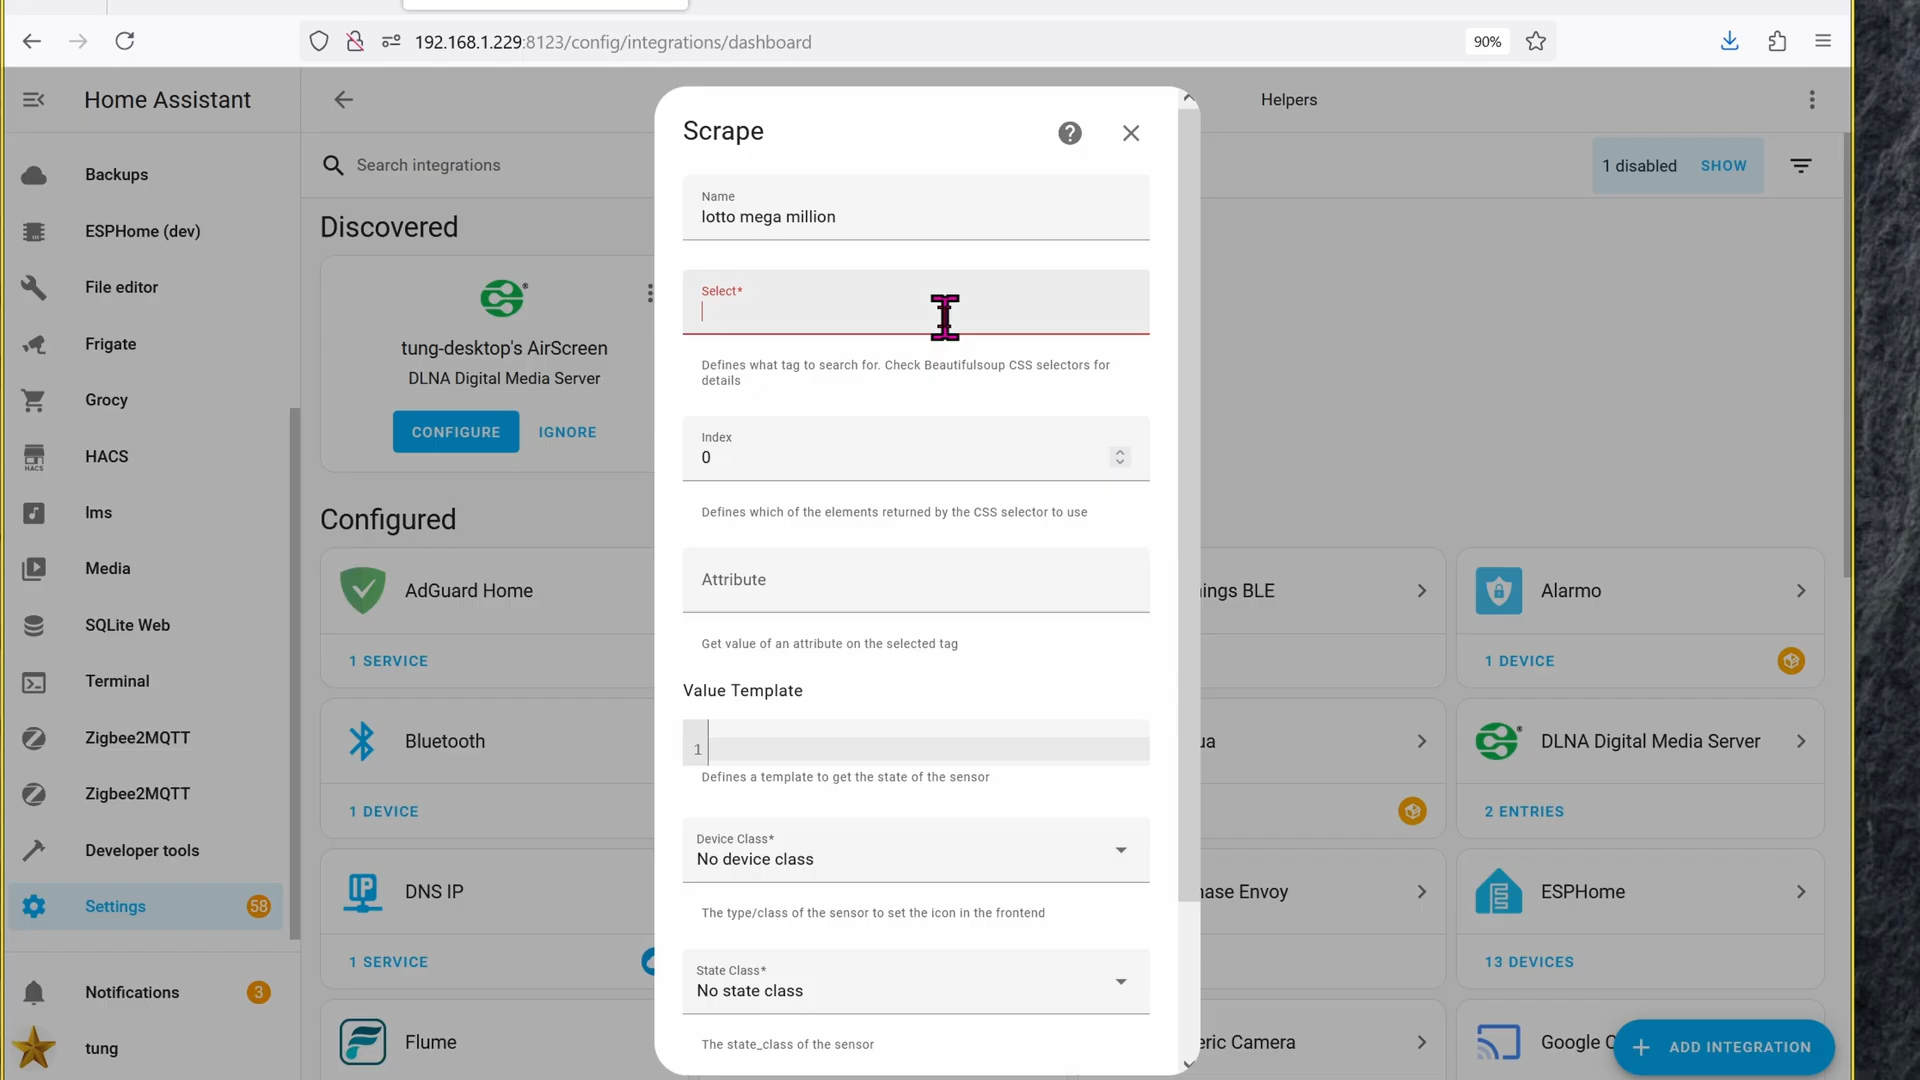 192.168.1.229:8123/config/integrations/dashboard
90%
Home Assistant
Helpers
Backups
ESPHome (dev)
File editor
Frigate
Grocy
HACS
HACS
lms
Media
SQLite Web
Terminal
Zigbee2MQTT
Zigbee2MQTT
Developer tools
Settings
58
Notifications
3
tung
Search integrations
1 disabled
SHOW
Discovered
tung-desktop's AirScreen
DLNA Digital Media Server
CONFIGURE
IGNORE
Configured
AdGuard Home
1 SERVICE
ings BLE
Alarmo
1 DEVICE
Bluetooth
1 DEVICE
ua
DLNA Digital Media Server
2 ENTRIES
IP
DNS IP
1 SERVICE
ase Envoy
ESPHome
13 DEVICES
Flume
eric Camera
Google C
ADD INTEGRATION
Scrape
Name
lotto mega million
Select*
Defines what tag to search for. Check Beautifulsoup CSS selectors for
details
Index
0
Defines which of the elements returned by the CSS selector to use
Attribute
Get value of an attribute on the selected tag
Value Template
1
Defines a template to get the state of the sensor
Device Class*
No device class
The type/class of the sensor to set the icon in the frontend
State Class*
No state class
The state_class of the sensor